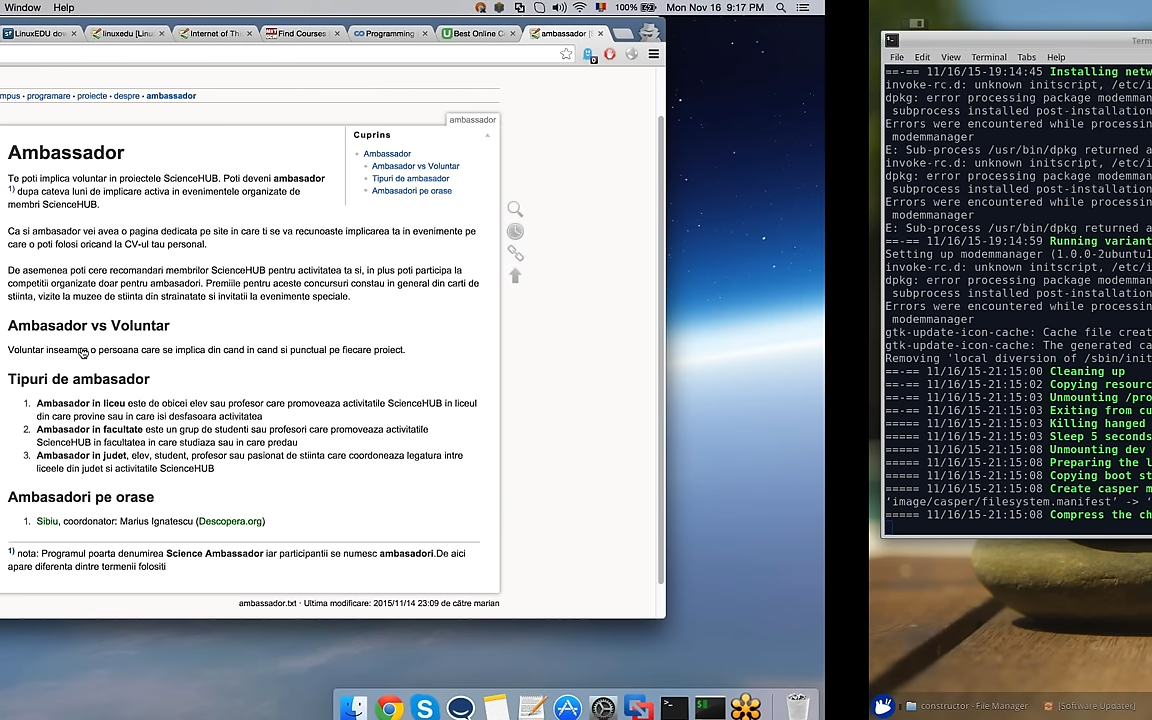 Window Help
100% Mon Nov 16 9:17 PM
LinuxEDU dow
linuxedu [Linu
Internet of Thi
Find Courses |
Programming
Best Online C
ambassador [S
mpus • programare • proiecte • despre • ambassador
ambassador
Cuprins
Ambassador
Ambasador vs Voluntar
Tipuri de ambasador
Ambasadori pe orase
Ambassador
Te poti implica voluntar in proiectele ScienceHUB. Poti deveni ambasador
1) dupa cateva luni de implicare activa in evenimentele organizate de
membri ScienceHUB.
Ca si ambasador vei avea o pagina dedicata pe site in care ti se va recunoaste implicarea ta in evenimente pe
care o poti folosi oricand la CV-ul tau personal.
De asemenea poti cere recomandari membrilor ScienceHUB pentru activitatea ta si, in plus poti participa la
competitii organizate doar pentru ambasadori. Premiile pentru aceste concursuri constau in general din carti de
stiinta, vizite la muzee de stiinta din strainatate si invitatii la evenimente speciale.
Ambasador vs Voluntar
Voluntar inseamna o persoana care se implica din cand in cand si punctual pe fiecare proiect.
Tipuri de ambasador
1. Ambasador in liceu este de obicei elev sau profesor care promoveaza activitatile ScienceHUB in liceul
din care provine sau in care isi desfasoara activitatea
2. Ambasador in facultate este un grup de studenti sau profesori care promoveaza activitatile
ScienceHUB in facultatea in care studiaza sau in care predau
3. Ambasador in judet, elev, student, profesor sau pasionat de stiinta care coordoneaza legatura intre
liceele din judet si activitatile ScienceHUB
Ambasadori pe orase
1. Sibiu, coordonator: Marius Ignatescu (Descopera.org)
1) nota: Programul poarta denumirea Science Ambassador iar participantii se numesc ambasadori.De aici
apare diferenta dintre termenii folositi
ambassador.txt · Ultima modificare: 2015/11/14 23:09 de către marian
Term
File Edit View Terminal Tabs Help
==-== 11/16/15-19:14:45 Installing netw
invoke-rc.d: unknown initscript, /etc/i
dpkg: error processing package modemman
subprocess installed post-installation
Errors were encountered while processin
modemmanager
E: Sub-process /usr/bin/dpkg returned a
invoke-rc.d: unknown initscript, /etc/i
dpkg: error processing package modemman
subprocess installed post-installation
Errors were encountered while processin
modemmanager
E: Sub-process /usr/bin/dpkg returned a
==-== 11/16/15-19:14:59 Running variant
Setting up modemmanager (1.0.0-2ubuntu1
invoke-rc.d: unknown initscript, /etc/i
dpkg: error processing package modemman
subprocess installed post-installation
Errors were encountered while processin
modemmanager
gtk-update-icon-cache: Cache file creat
gtk-update-icon-cache: The generated ca
Removing 'local diversion of /sbin/init
==-== 11/16/15-21:15:00 Cleaning up
==-== 11/16/15-21:15:02 Copying resourc
==-== 11/16/15-21:15:03 Unmounting /pro
==-== 11/16/15-21:15:03 Exiting from cu
===== 11/16/15-21:15:03 Killing hanged
===== 11/16/15-21:15:03 Sleep 5 seconds
===== 11/16/15-21:15:08 Unmounting dev
===== 11/16/15-21:15:08 Preparing the l
===== 11/16/15-21:15:08 Copying boot st
===== 11/16/15-21:15:08 Create casper m
‘image/casper/filesystem.manifest’ -> ‘
===== 11/16/15-21:15:08 Compress the ch
constructor - File Manager
[Software Updater]